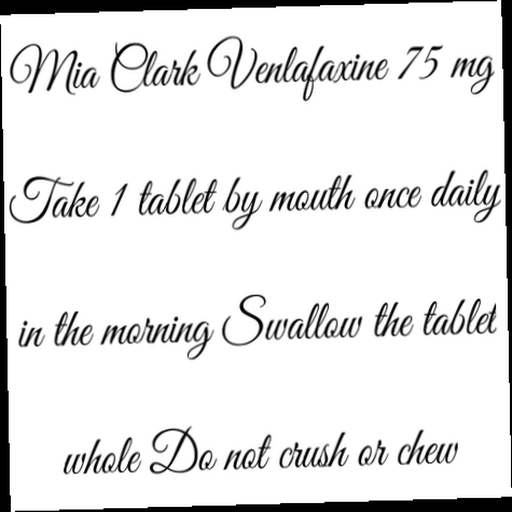 Mia Clark Venlafaxine 75 mg
Take 1 tablet by mouth once daily
in the morning Swallow the tablet
whole Do not crush or chew